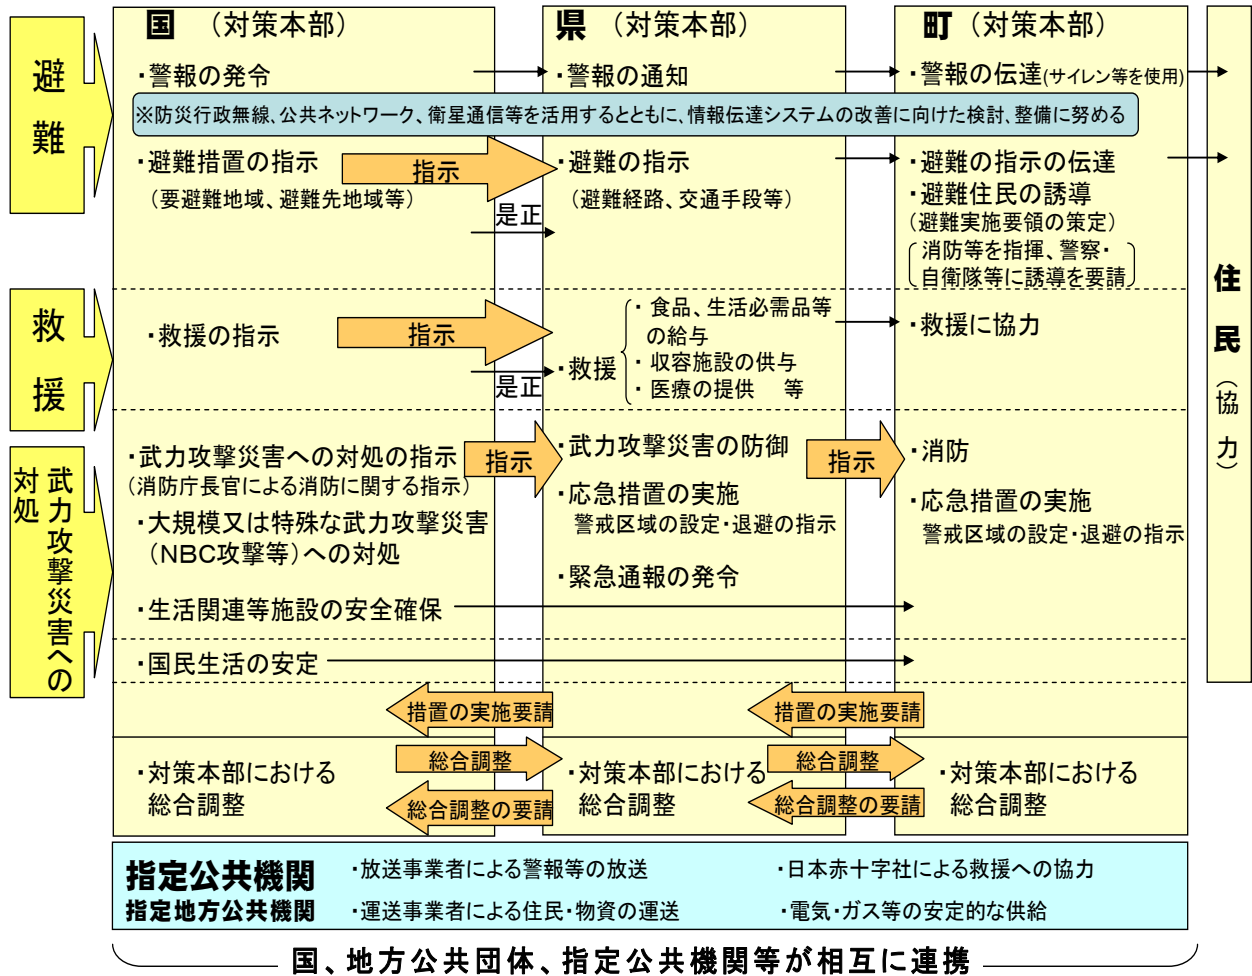 国（対策本部）
県（対策本部）
町（対策本部）
避難
・警報の発令
・警報の通知
・警報の伝達(サイレン等を使用)
※防災行政無線、公共ネットワーク、衛星通信等を活用するとともに、情報伝達システムの改善に向けた検討、整備に努める
・避難措置の指示
（要避難地域、避難先地域等）
指示
是正
・避難の指示
（避難経路、交通手段等）
・避難の指示の伝達
・避難住民の誘導
（避難実施要領の策定）
消防等を指揮、警察・
自衛隊等に誘導を要請
救援
・救援の指示
指示
是正
・救援
・食品、生活必需品等
の給与
・収容施設の供与
・医療の提供　等
・救援に協力
武力攻撃災害への
対処
・武力攻撃災害への対処の指示
（消防庁長官による消防に関する指示）
・大規模又は特殊な武力攻撃災害
（NBC攻撃等）への対処
・生活関連等施設の安全確保
・国民生活の安定
指示
・武力攻撃災害の防御
・応急措置の実施
警戒区域の設定・退避の指示
・緊急通報の発令
指示
・消防
・応急措置の実施
警戒区域の設定・退避の指示
住民（協力）
措置の実施要請
措置の実施要請
・対策本部における
総合調整
総合調整
総合調整の要請
・対策本部における
総合調整
総合調整
総合調整の要請
・対策本部における
総合調整
指定公共機関
指定地方公共機関
・放送事業者による警報等の放送
・日本赤十字社による救援への協力
・運送事業者による住民・物資の運送
・電気・ガス等の安定的な供給
国、地方公共団体、指定公共機関等が相互に連携